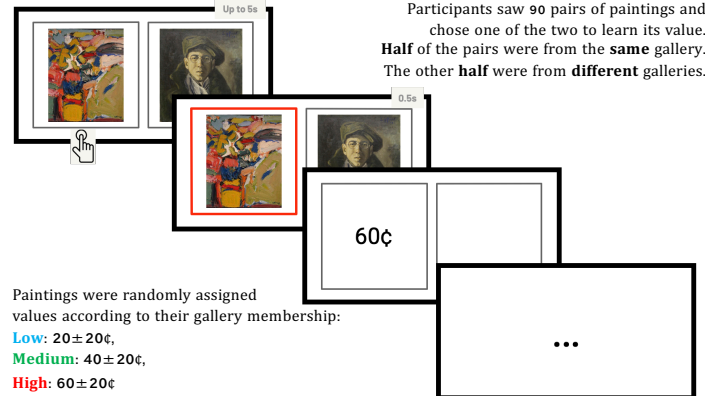 Up to 5s
Participants saw 90 pairs of paintings and
chose one of the two to learn its value.
Half of the pairs were from the same gallery.
The other half were from different galleries.
0.5s
60¢
Paintings were randomly assigned
values according to their gallery membership:
Low: 20±20¢,
Medium: 40±20¢,
High: 60±20¢
...